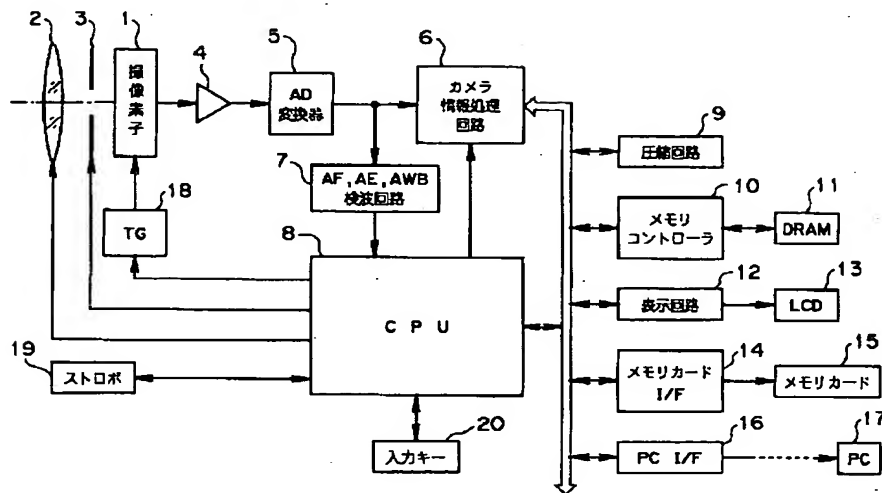 2
3
1
撮像素子
4
5
AD
変換器
6
カメラ
情報処理
回路
7
AF,AE,AWB
検波回路
18
TG
8
CPU
19
ストロボ
20
入力キー
9
圧縮回路
10
メモリ
コントローラ
11
DRAM
12
表示回路
13
LCD
14
メモリカード
I/F
15
メモリカード
16
PC I/F
17
PC